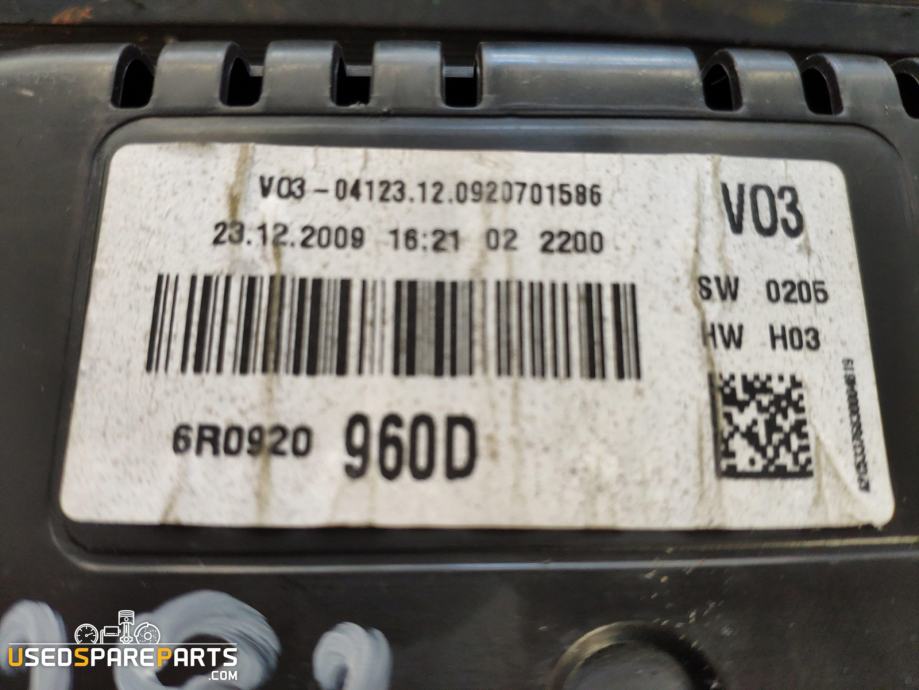 V03-04123.12.0920701586
V03
23.12.2009 16:21 02 2200
SW 0205
HW H03
6R0920 960D
USEDSPAREPARTS
.COM